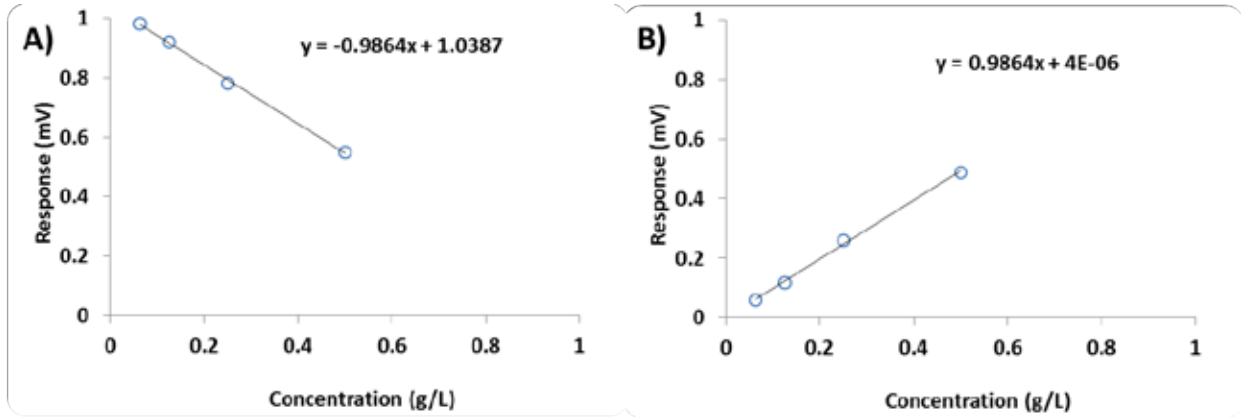 A)
y = -0.9864x + 1.0387
1
0.8
0.6
0.4
0.2
0
Response (mV)
0 0.2 0.4 0.6 0.8 1
Concentration (g/L)
B)
y = 0.9864x + 4E-06
1
0.8
0.6
0.4
0.2
0
Response (mV)
0 0.2 0.4 0.6 0.8 1
Concentration (g/L)